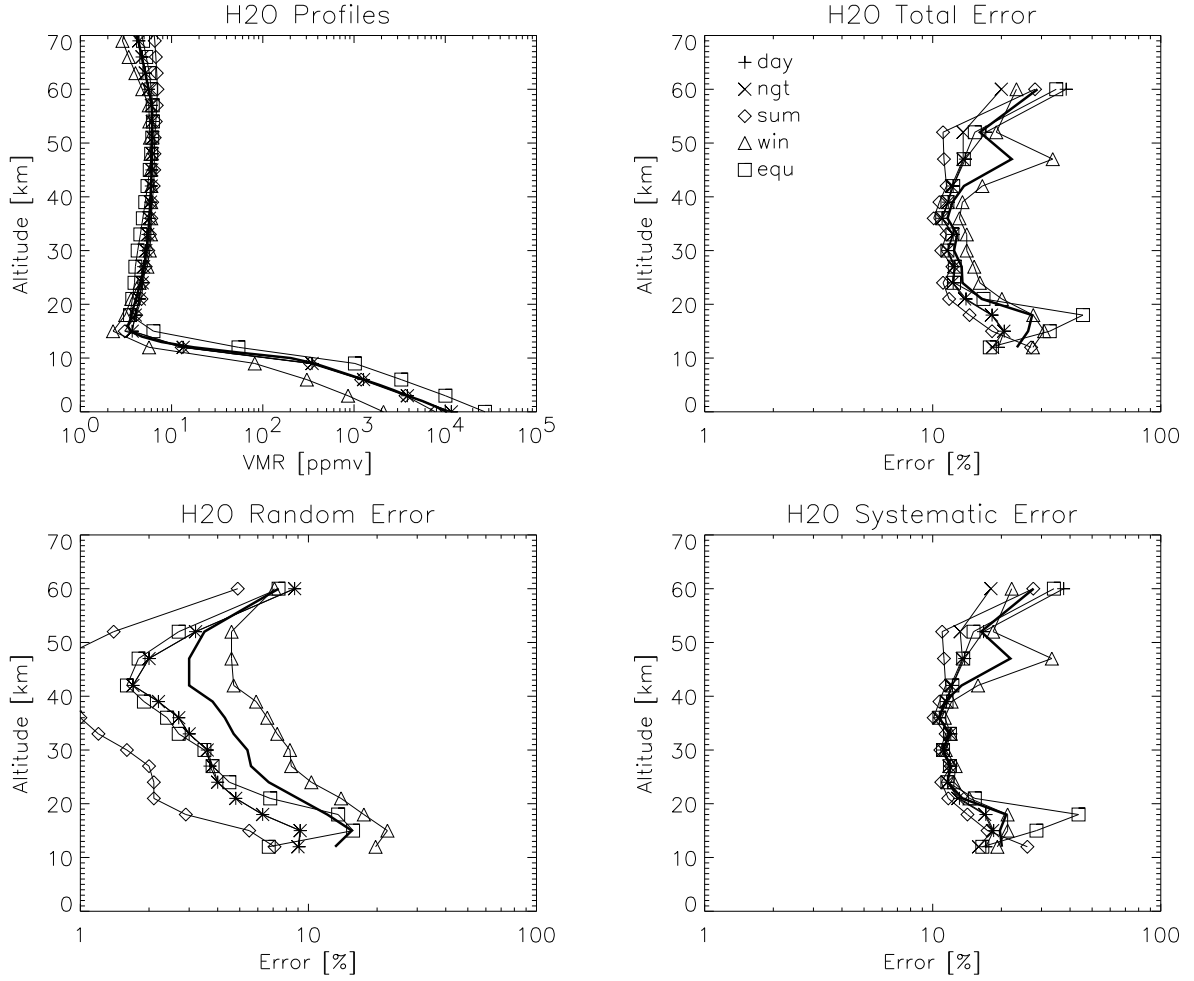 H2O Profiles
70
60
50
40
30
20
10
0
Altitude [km]
10^0 10^1 10^2 10^3 10^4 10^5
VMR [ppmv]
H2O Total Error
70
60
50
40
30
20
10
0
Altitude [km]
day
ngt
sum
win
equ
1 10 100
Error [%]
H2O Random Error
70
60
50
40
30
20
10
0
Altitude [km]
1 10 100
Error [%]
H2O Systematic Error
70
60
50
40
30
20
10
0
Altitude [km]
1 10 100
Error [%]